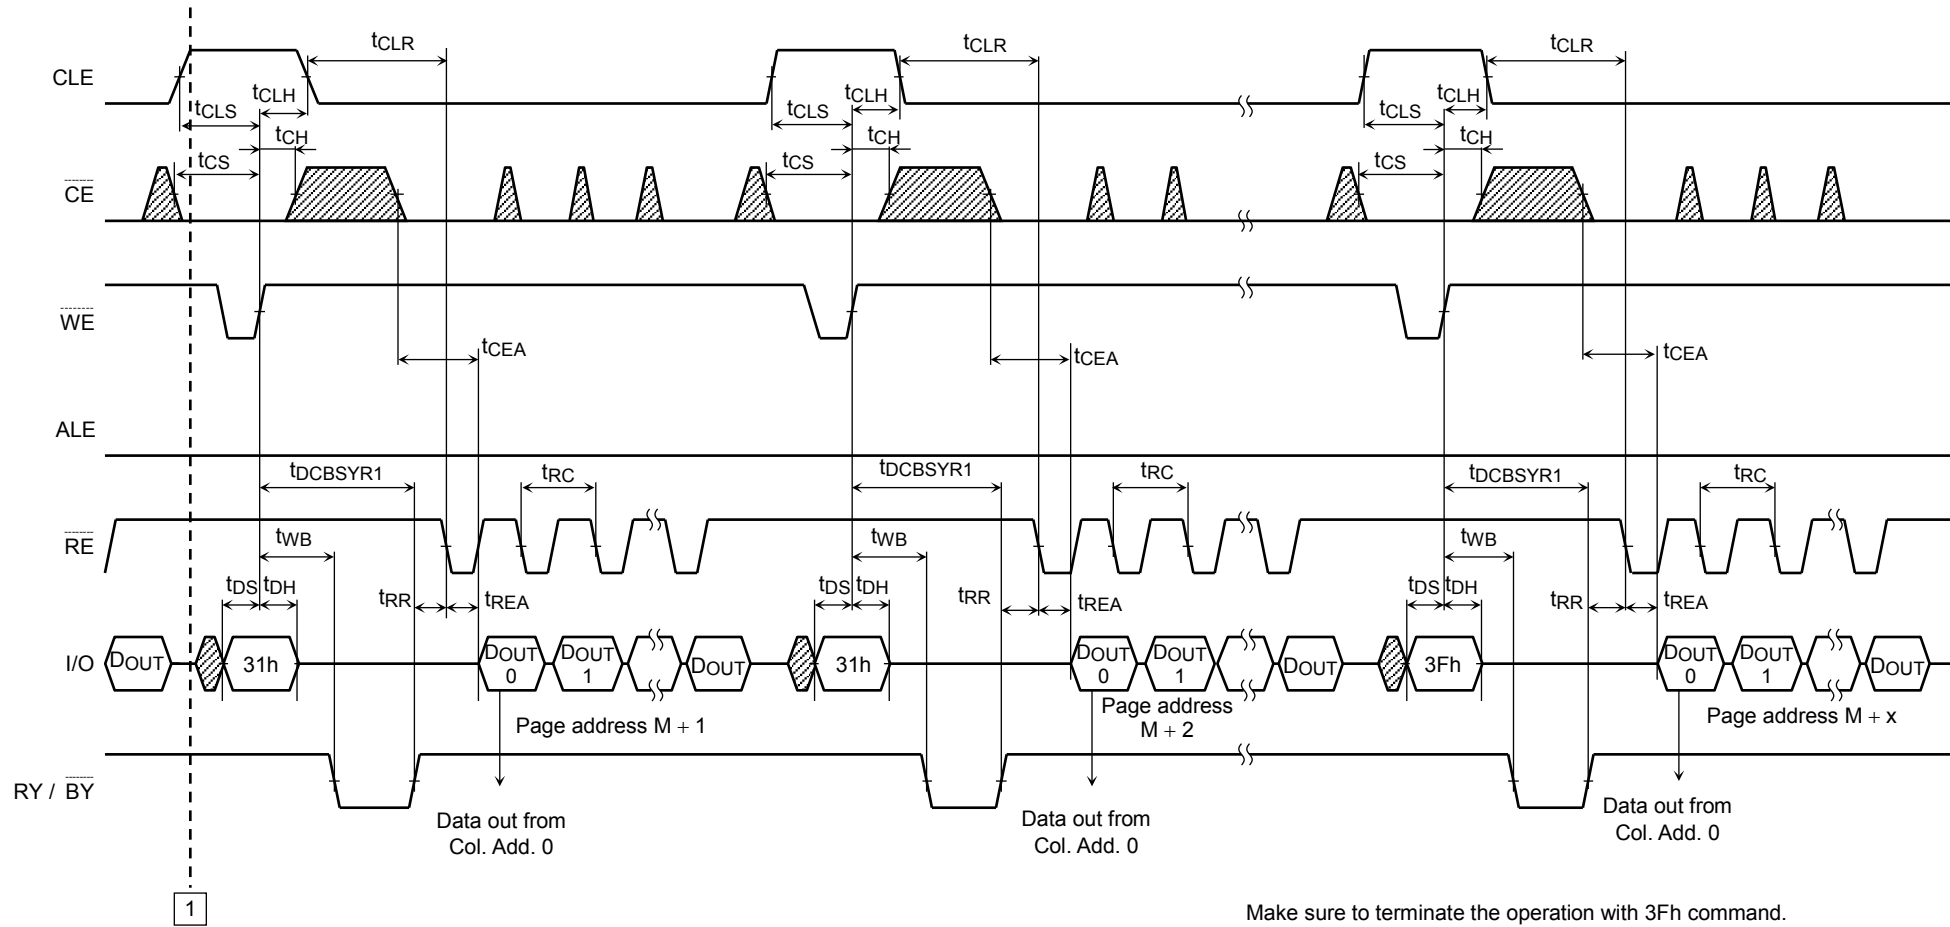 tCLR tCLR tCLR
CLE
tCLH tCLH tCLH
tCLS tCLS tCLS
tCH tCH tCH
tCS tCS tCS
CE
WE
tCEA tCEA tCEA
ALE
tDCBSYR1 tRC tDCBSYR1 tRC tDCBSYR1 tRC
RE
tWB tWB tWB
tDS tDH tDS tDH tDS tDH
tRR tREA tRR tREA tRR tREA
I/O DOUT 31h DOUT 0 DOUT 1 DOUT 31h DOUT 0 DOUT 1 DOUT 3Fh DOUT 0 DOUT 1 DOUT
Page address M + 1
Page address
M + 2
Page address M + x
RY / BY
Data out from
Col. Add. 0
Data out from
Col. Add. 0
Data out from
Col. Add. 0
1
Make sure to terminate the operation with 3Fh command.